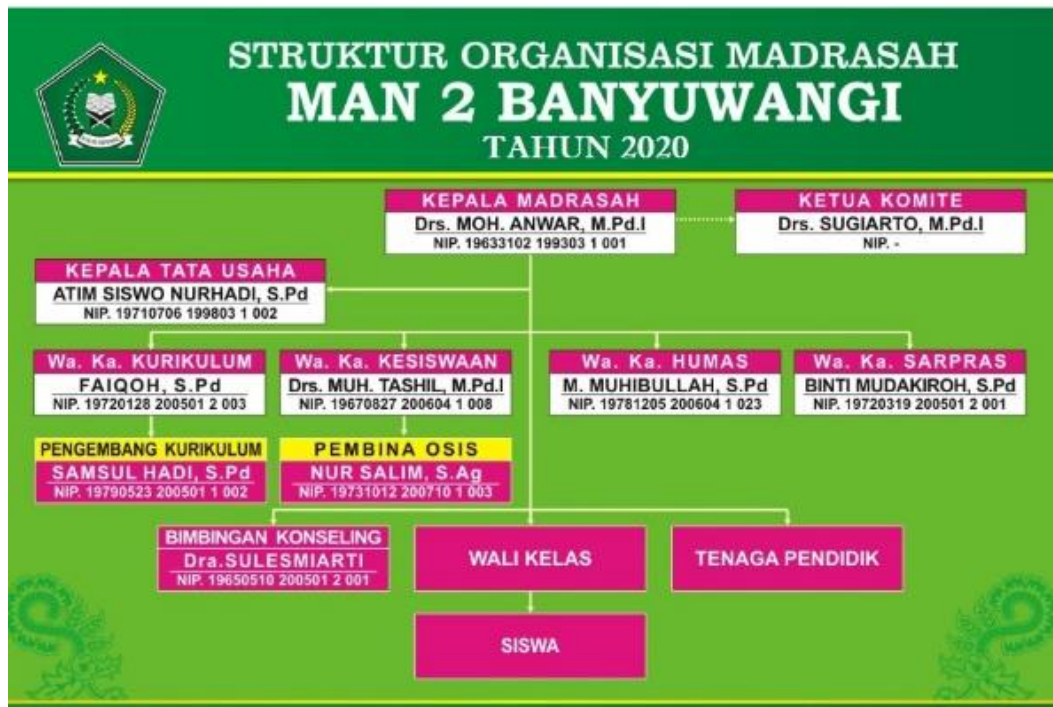 STRUKTUR ORGANISASI MADRASAH
MAN 2 BANYUWANGI
TAHUN 2020
KEPALA MADRASAH
Drs. MOH. ANWAR, M.Pd.I
NIP. 19633102 199303 1 001
KETUA KOMITE
Drs. SUGIARTO, M.Pd.I
NIP. -
KEPALA TATA USAHA
ATIM SISWO NURHADI, S.Pd
NIP. 19710706 199803 1 002
Wa. Ka. KURIKULUM
FAIQOH, S.Pd
NIP. 19720128 200501 2 003
Wa. Ka. KESISWAAN
Drs. MUH. TASHIL, M.Pd.I
NIP. 19670827 200604 1 008
Wa. Ka. HUMAS
M. MUHIBULLAH, S.Pd
NIP. 19781205 200604 1 023
Wa. Ka. SARPRAS
BINTI MUDAKIROH, S.Pd
NIP. 19720319 200501 2 001
PENGEMBANG KURIKULUM
SAMSUL HADI, S.Pd
NIP. 19790523 200501 1 002
PEMBINA OSIS
NUR SALIM, S.Ag
NIP. 19731012 200710 1 003
BIMBINGAN KONSELING
Dra.SULESMIARTI
NIP. 19650510 200501 2 001
WALI KELAS
TENAGA PENDIDIK
SISWA